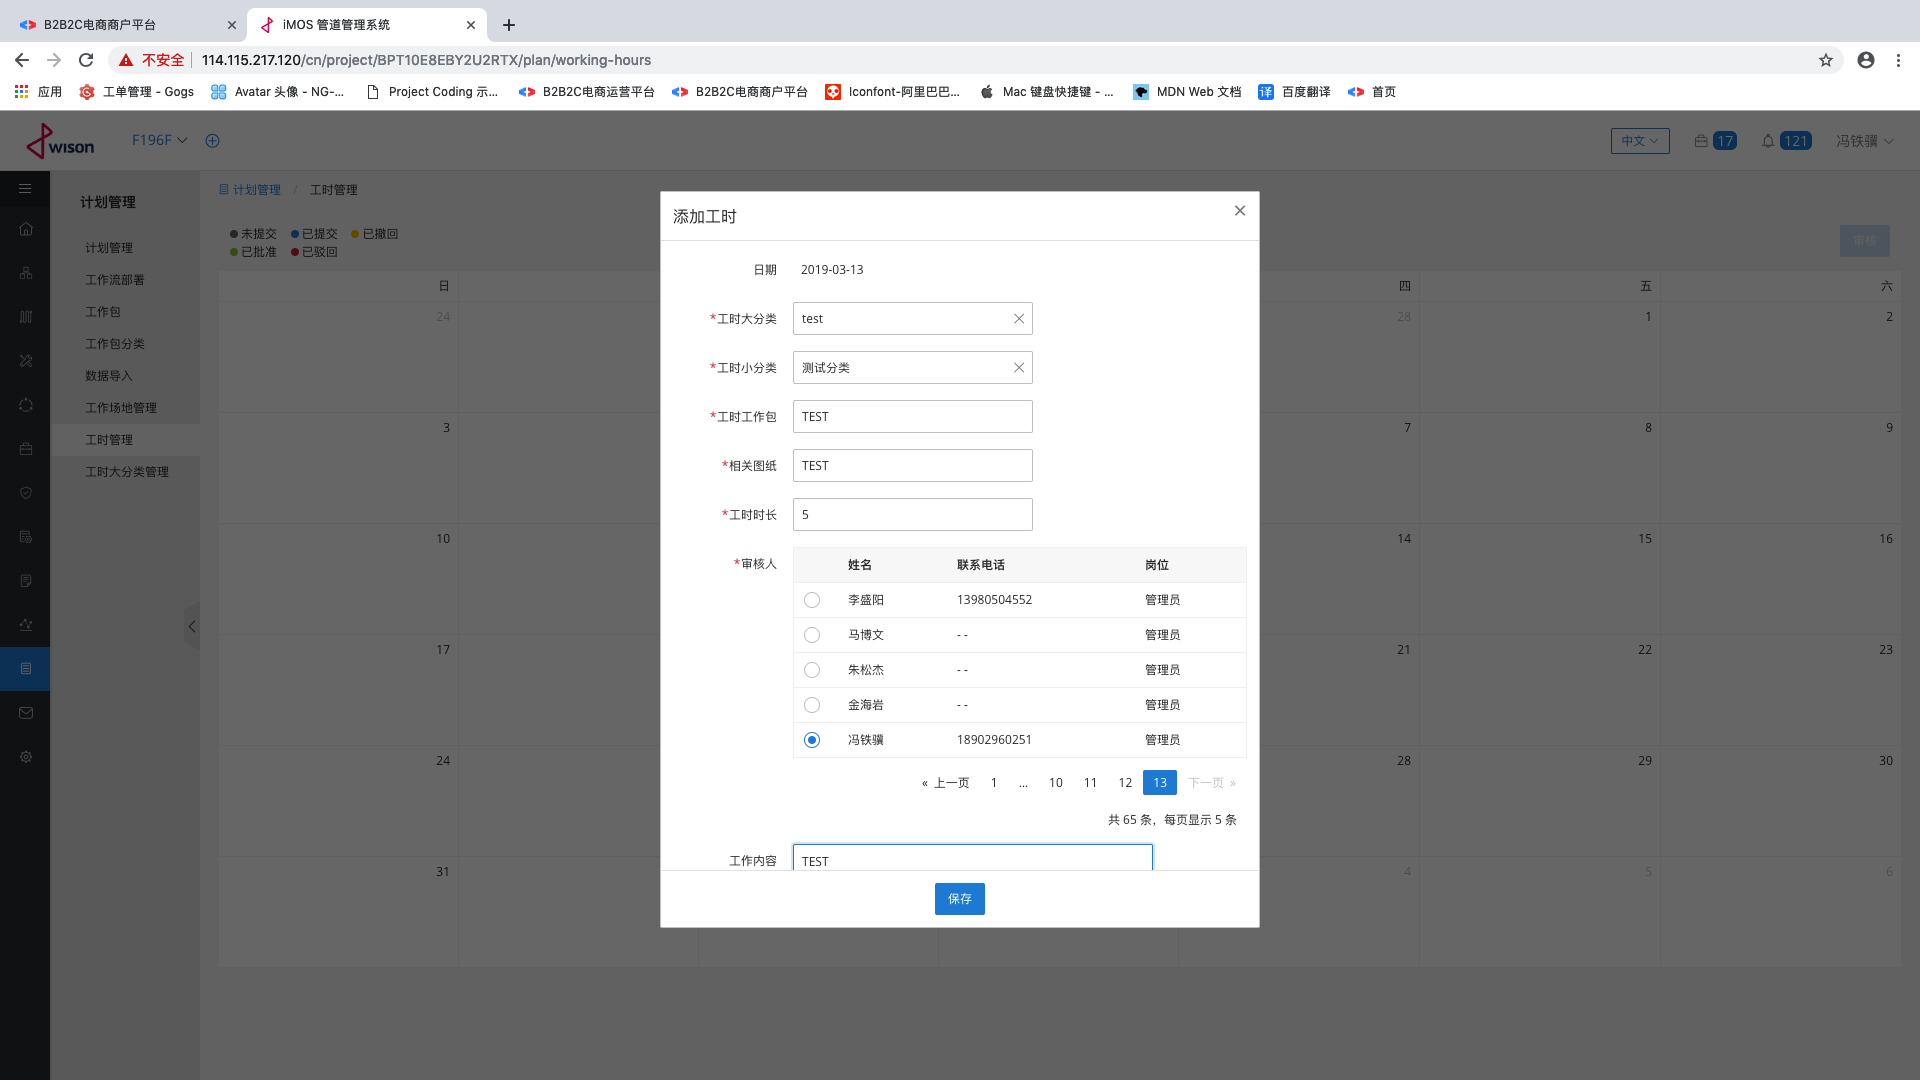 B2B2C电商商户平台
iMOS 管道管理系统
不安全 114.115.217.120/cn/project/BPT10E8EBY2U2RTX/plan/working-hours
应用 工单管理 - Gogs Avatar 头像 - NG-... Project Coding 示... B2B2C电商运营平台 B2B2C电商商户平台 Iconfont-阿里巴巴... Mac 键盘快捷键 - ... MDN Web 文档 译 百度翻译 首页
wison F196F 中文 17 121 冯铁骥
计划管理
计划管理
工作流部署
工作包
工作包分类
数据导入
工作场地管理
工时管理
工时大分类管理
计划管理 / 工时管理
未提交 已提交 已撤回
已批准 已驳回
审核
日 四 五 六
24 28 1 2
3 7 8 9
10 14 15 16
17 21 22 23
24 28 29 30
31 4 5 6
添加工时
日期 2019-03-13
*工时大分类 test
*工时小分类 测试分类
*工时工作包 TEST
*相关图纸 TEST
*工时时长 5
*审核人 姓名 联系电话 岗位
李盛阳 13980504552 管理员
马博文 - - 管理员
朱松杰 - - 管理员
金海岩 - - 管理员
冯铁骥 18902960251 管理员
« 上一页 1 ... 10 11 12 13 下一页 »
共 65 条，每页显示 5 条
工作内容 TEST
保存